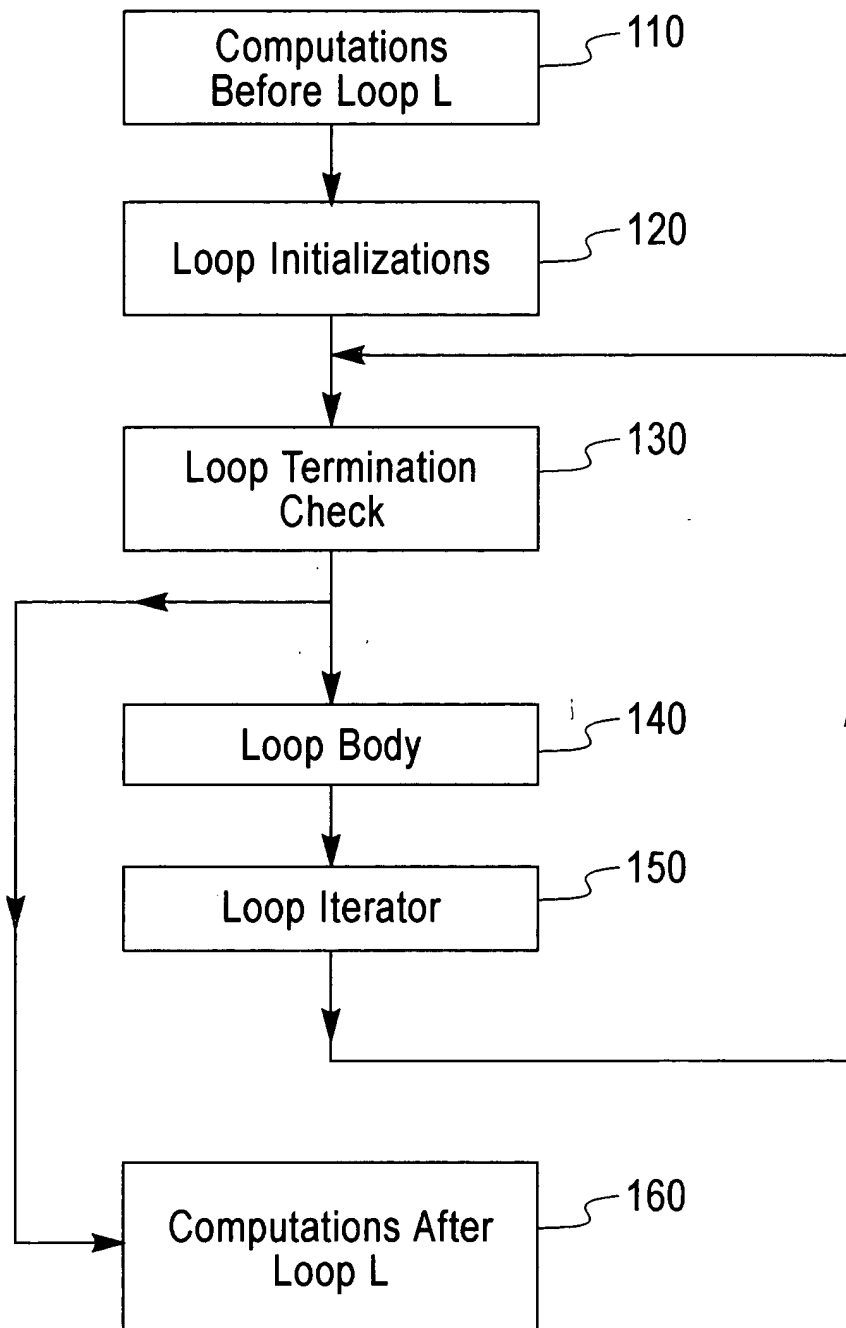 Computations
Before Loop L
110
Loop Initializations
120
Loop Termination
Check
130
Loop Body
140
Loop Iterator
150
Computations After
Loop L
160